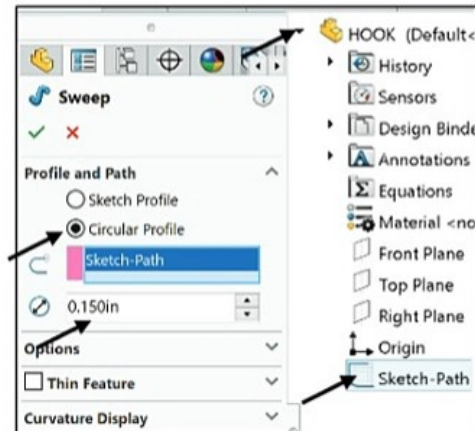 Sweep
Profile and Path
Sketch Profile
Circular Profile
Sketch-Path
0.150in
Options
Thin Feature
Curvature Display
HOOK (Default<
History
Sensors
Design Binde
Annotations
Equations
Material <no
Front Plane
Top Plane
Right Plane
Origin
Sketch-Path